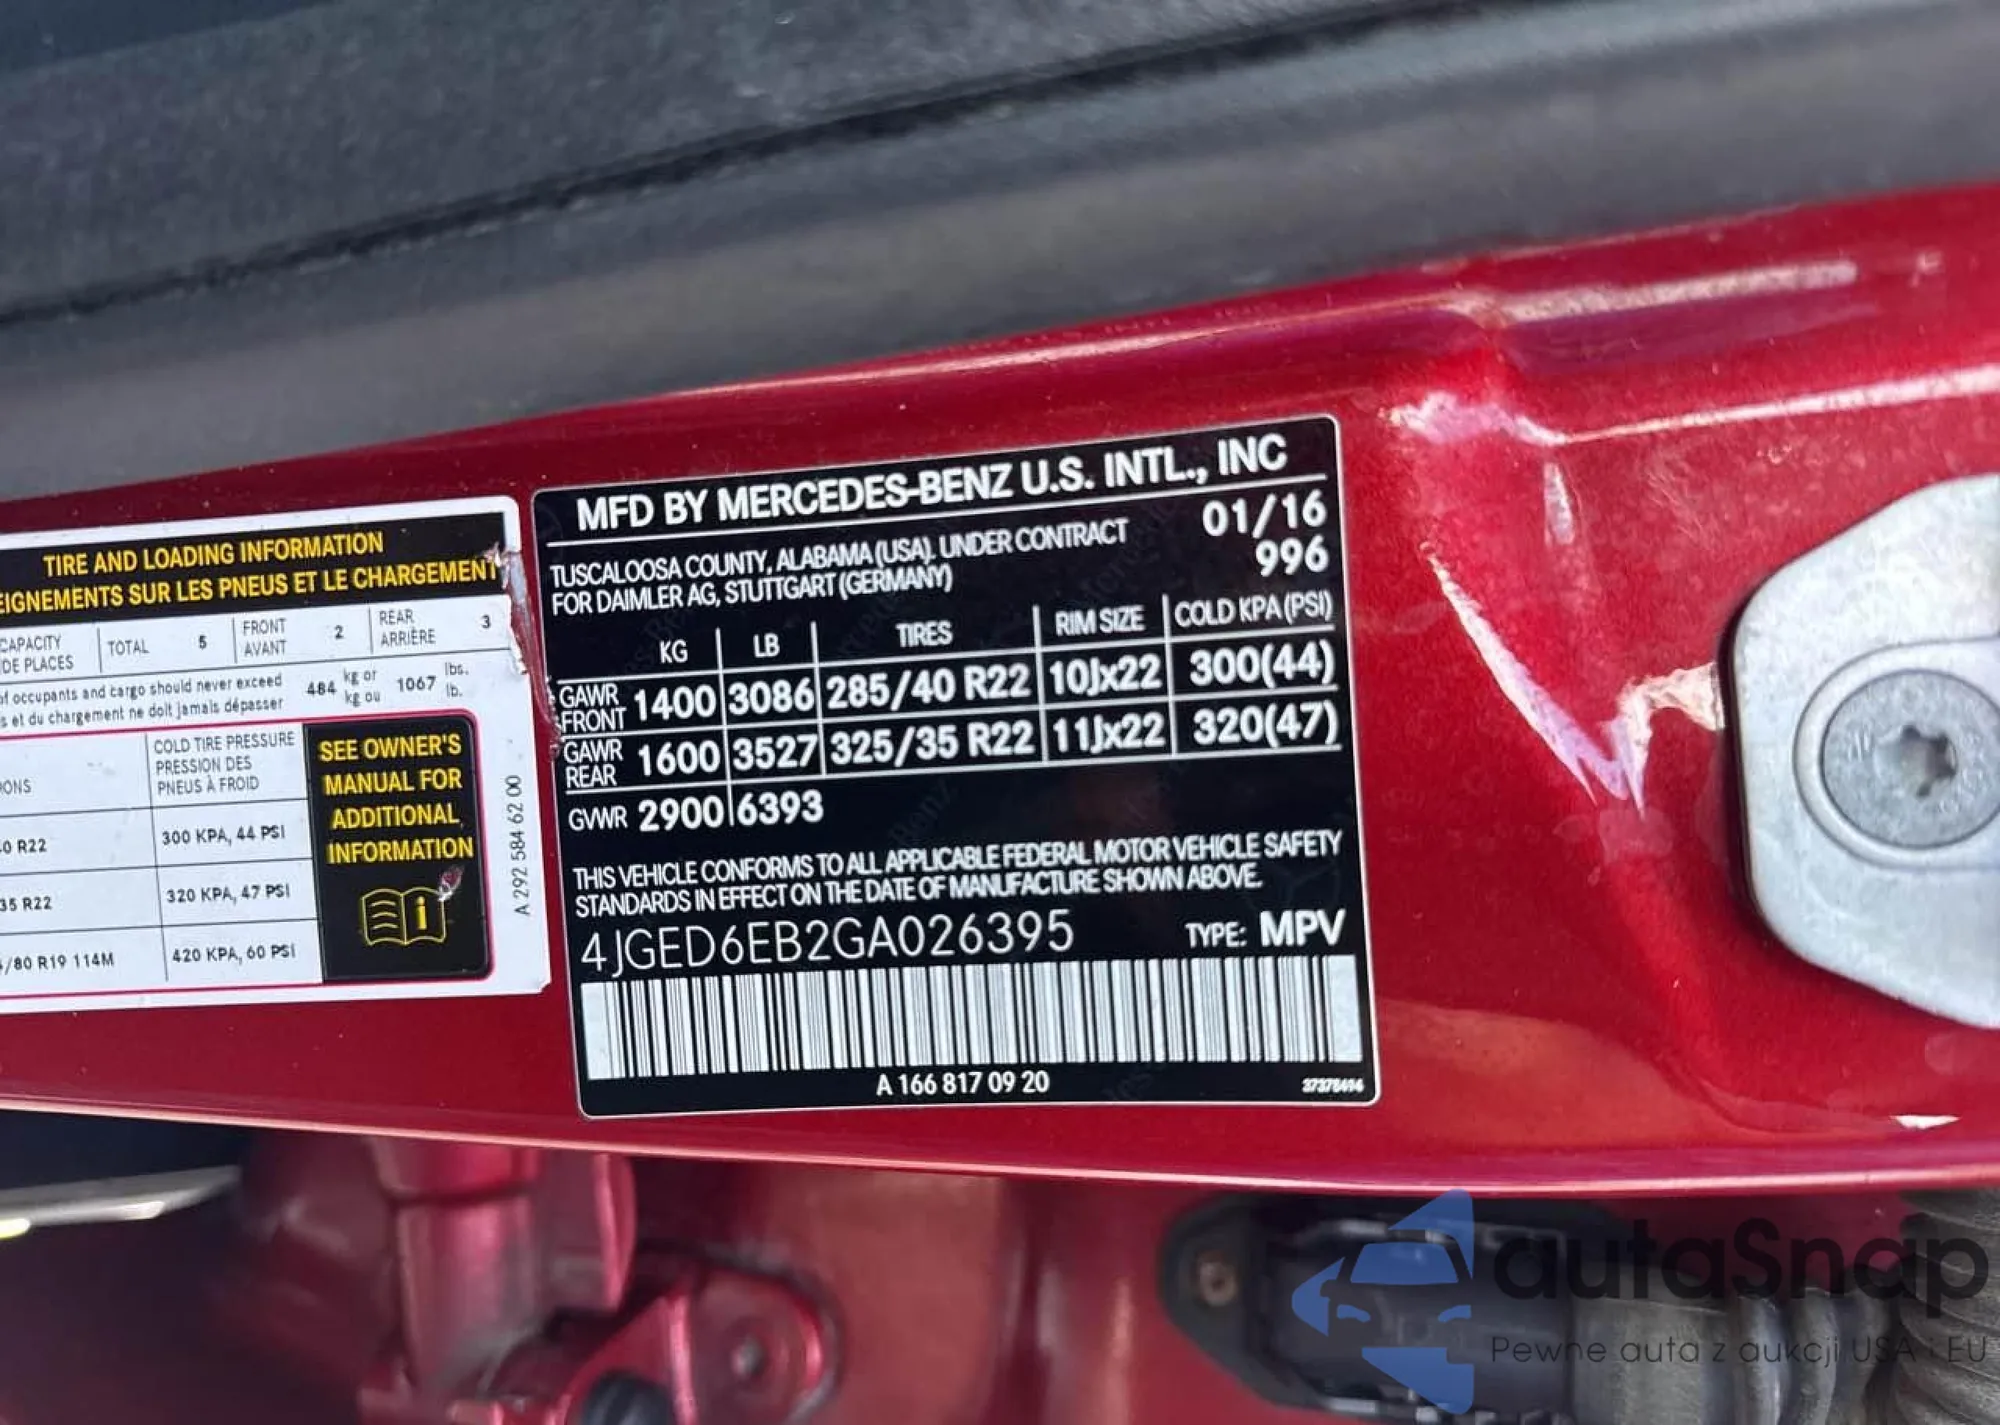 TIRE AND LOADING INFORMATION
EIGNEMENTS SUR LES PNEUS ET LE CHARGEMENT
CAPACITY
DE PLACES
TOTAL 5
FRONT
AVANT
2
REAR
ARRIÈRE
3
of occupants and cargo should never exceed
s et du chargement ne doit jamais dépasser
484
kg or
kg ou
1067
lbs.
lb.
COLD TIRE PRESSURE
PRESSION DES
PNEUS À FROID
ONS
0 R22
300 KPA, 44 PSI
35 R22
320 KPA, 47 PSI
/80 R19 114M
420 KPA, 60 PSI
SEE OWNER'S
MANUAL FOR
ADDITIONAL
INFORMATION
i
A 292 584 62 00
MFD BY MERCEDES-BENZ U.S. INTL., INC
TUSCALOOSA COUNTY, ALABAMA (USA). UNDER CONTRACT
FOR DAIMLER AG, STUTTGART (GERMANY)
01/16
996
KG LB TIRES RIM SIZE COLD KPA (PSI)
GAWR
FRONT
1400 3086 285/40 R22 10Jx22 300(44)
GAWR
REAR
1600 3527 325/35 R22 11Jx22 320(47)
GVWR 2900 6393
THIS VEHICLE CONFORMS TO ALL APPLICABLE FEDERAL MOTOR VEHICLE SAFETY
STANDARDS IN EFFECT ON THE DATE OF MANUFACTURE SHOWN ABOVE.
4JGED6EB2GA026395 TYPE: MPV
A 166 817 09 20
37378494
autaSnap
Pewne auta z aukcji USA i EU